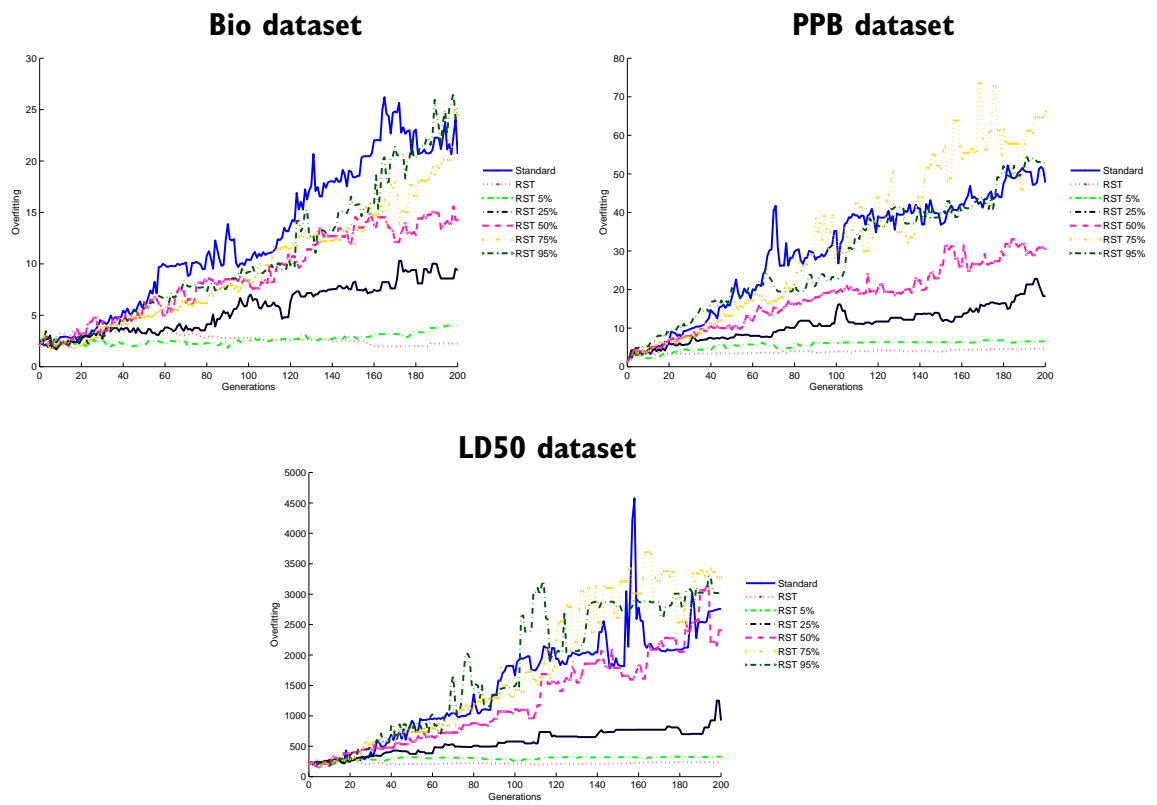 Bio dataset
30
25
20
15
10
5
0
Overfitting
0 20 40 60 80 100 120 140 160 180 200
Generations
Standard
RST
RST 5%
RST 25%
RST 50%
RST 75%
RST 95%
PPB dataset
80
70
60
50
40
30
20
10
0
Overfitting
0 20 40 60 80 100 120 140 160 180 200
Generations
Standard
RST
RST 5%
RST 25%
RST 50%
RST 75%
RST 95%
LD50 dataset
5000
4500
4000
3500
3000
2500
2000
1500
1000
500
0
Overfitting
0 20 40 60 80 100 120 140 160 180 200
Generations
Standard
RST
RST 5%
RST 25%
RST 50%
RST 75%
RST 95%